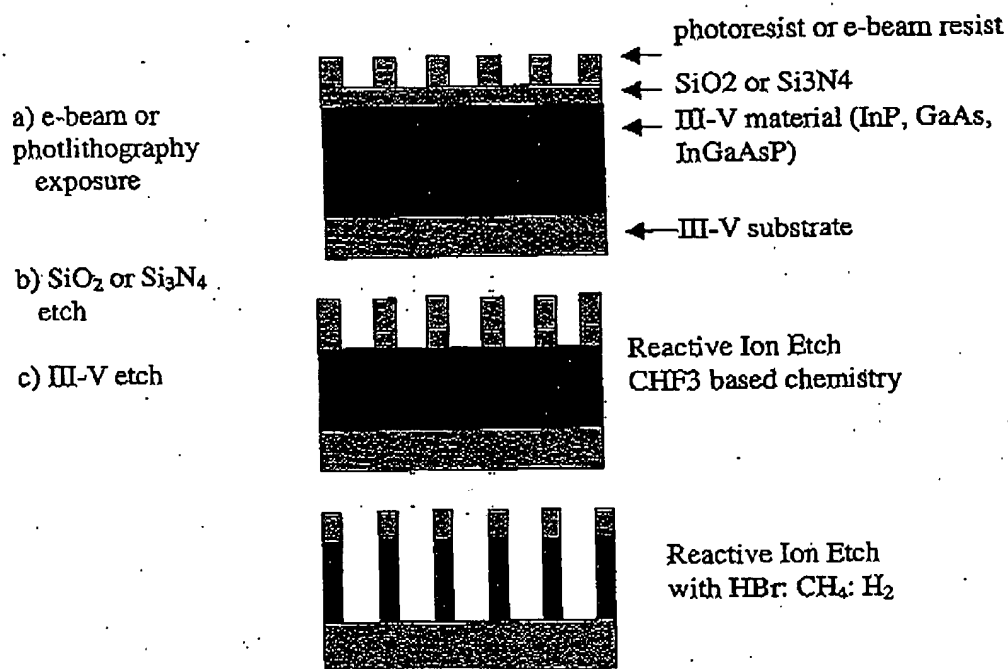 photoresist or e-beam resist
SiO2 or Si3N4
III-V material (InP, GaAs,
InGaAsP)
III-V substrate
a) e-beam or
photlithography
exposure
b) SiO₂ or Si₃N₄
etch
c) III-V etch
Reactive Ion Etch
CHF3 based chemistry
Reactive Ion Etch
with HBr: CH₄: H₂